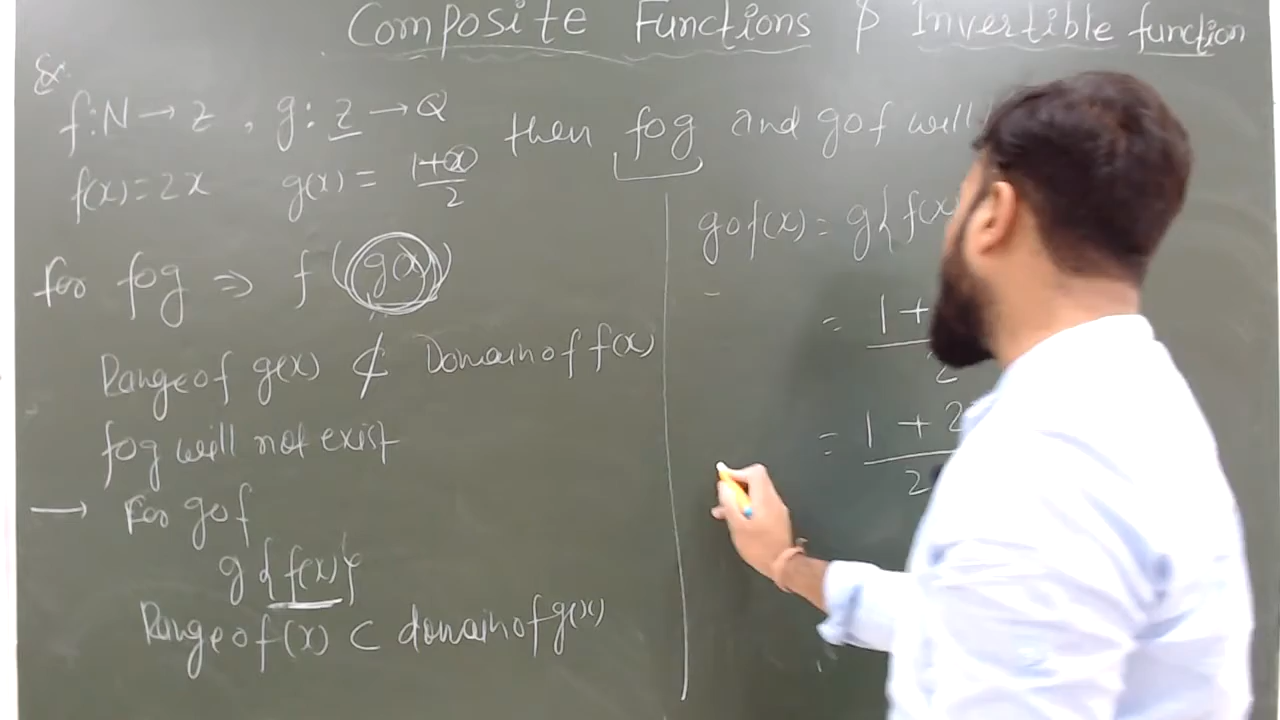 Composite Functions & Invertible function
Ex.
f: N → Z , g: Z → Q then fog and gof will
f(x) = 2x g(x) = 1+x / 2
For fog ⇒ f(g(x))
Range of g(x) ⊄ Domain of f(x)
fog will not exist
→ For gof
g{f(x)}
Range of f(x) ⊂ domain of g(x)
gof(x) = g{f(x
= 1 + / 2
= 1 + 2 / 2